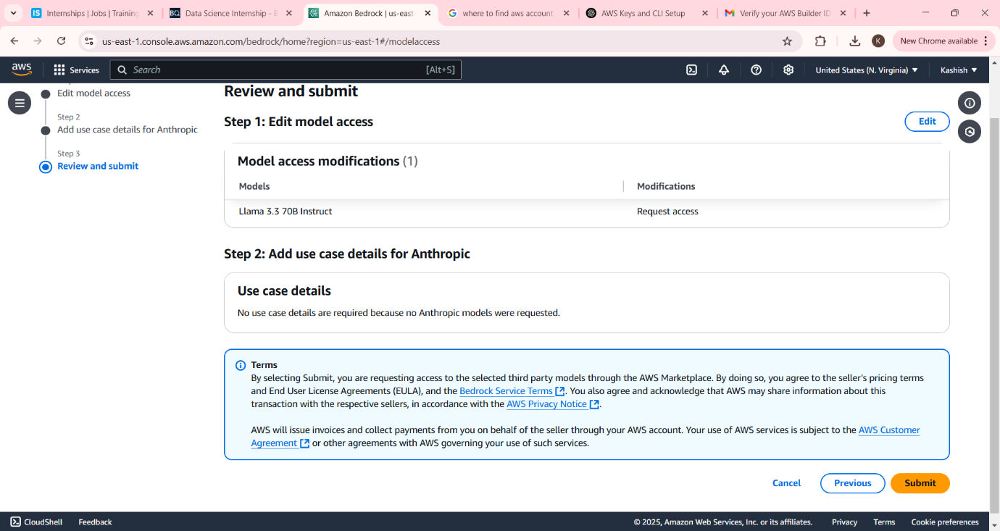 Internships | Jobs | Training
Data Science Internship - B
Amazon Bedrock | us-east-
where to find aws account
AWS Keys and CLI Setup
Verify your AWS Builder ID
us-east-1.console.aws.amazon.com/bedrock/home?region=us-east-1#/modelaccess
K
New Chrome available
aws
Services
Search
[Alt+S]
United States (N. Virginia)
Kashish
Edit model access
Step 2
Add use case details for Anthropic
Step 3
Review and submit
Review and submit
Step 1: Edit model access
Edit
Model access modifications (1)
Models
Modifications
Llama 3.3 70B Instruct
Request access
Step 2: Add use case details for Anthropic
Use case details
No use case details are required because no Anthropic models were requested.
Terms
By selecting Submit, you are requesting access to the selected third party models through the AWS Marketplace. By doing so, you agree to the seller's pricing terms
and End User License Agreements (EULA), and the Bedrock Service Terms. You also agree and acknowledge that AWS may share information about this
transaction with the respective sellers, in accordance with the AWS Privacy Notice.
AWS will issue invoices and collect payments from you on behalf of the seller through your AWS account. Your use of AWS services is subject to the AWS Customer
Agreement or other agreements with AWS governing your use of such services.
Cancel
Previous
Submit
CloudShell
Feedback
© 2025, Amazon Web Services, Inc. or its affiliates.
Privacy
Terms
Cookie preferences